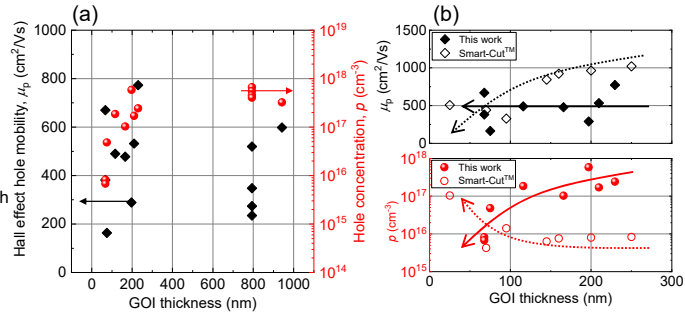 (a)
Hall effect hole mobility, μp (cm²/Vs)
1000
800
600
400
200
0
0 200 400 600 800 1000
GOI thickness (nm)
10¹⁹
10¹⁸
10¹⁷
10¹⁶
10¹⁵
10¹⁴
Hole concentration, p (cm⁻³)
h
(b)
μp (cm²/Vs)
1500
1000
500
0
This work
Smart-Cut™
p (cm⁻³)
10¹⁸
10¹⁷
10¹⁶
10¹⁵
This work
Smart-Cut™
0 100 200 300
GOI thickness (nm)